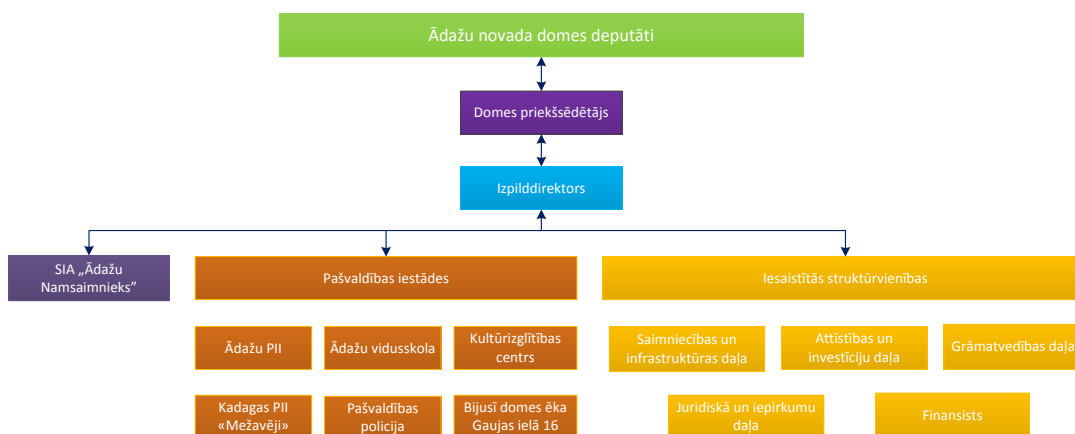 Ādažu novada domes deputāti
Domes priekšsēdētājs
Izpilddirektors
SIA „Ādažu
Namsaimnieks”
Pašvaldības iestādes
Iesaistītās struktūrvienības
Ādažu PII
Ādažu vidusskola
Kultūrizglītības
centrs
Saimniecības un
infrastruktūras daļa
Attīstības un
investīciju daļa
Grāmatvedības daļa
Kadagas PII
«Mežavēji»
Pašvaldības
policija
Bijusī domes ēka
Gaujas ielā 16
Juridiskā un iepirkumu
daļa
Finansists